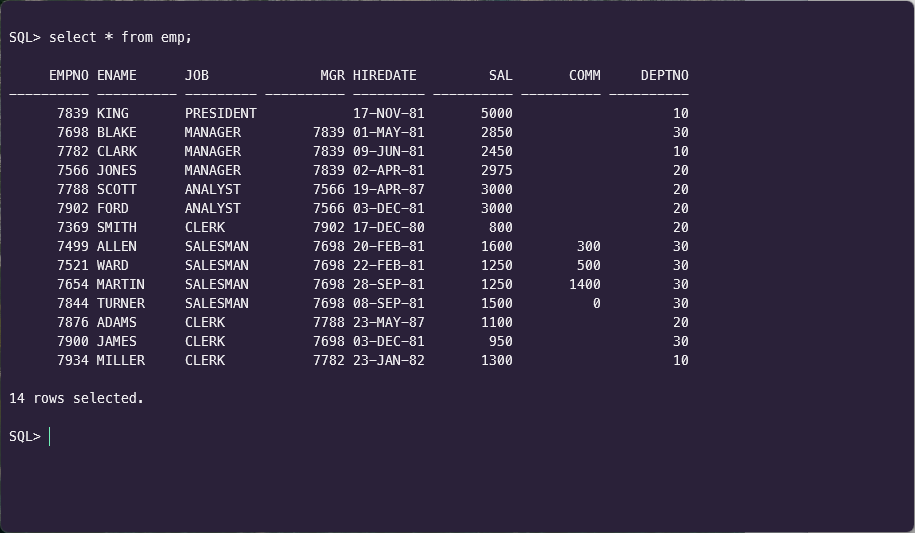 SQL> select * from emp;
     EMPNO ENAME      JOB              MGR HIREDATE         SAL       COMM     DEPTNO
---------- ---------- --------- ---------- --------- ---------- ---------- ----------
      7839 KING       PRESIDENT            17-NOV-81       5000                    10
      7698 BLAKE      MANAGER         7839 01-MAY-81       2850                    30
      7782 CLARK      MANAGER         7839 09-JUN-81       2450                    10
      7566 JONES      MANAGER         7839 02-APR-81       2975                    20
      7788 SCOTT      ANALYST         7566 19-APR-87       3000                    20
      7902 FORD       ANALYST         7566 03-DEC-81       3000                    20
      7369 SMITH      CLERK           7902 17-DEC-80        800                    20
      7499 ALLEN      SALESMAN        7698 20-FEB-81       1600        300         30
      7521 WARD       SALESMAN        7698 22-FEB-81       1250        500         30
      7654 MARTIN     SALESMAN        7698 28-SEP-81       1250       1400         30
      7844 TURNER     SALESMAN        7698 08-SEP-81       1500          0         30
      7876 ADAMS      CLERK           7788 23-MAY-87       1100                    20
      7900 JAMES      CLERK           7698 03-DEC-81        950                    30
      7934 MILLER     CLERK           7782 23-JAN-82       1300                    10
14 rows selected.
SQL>